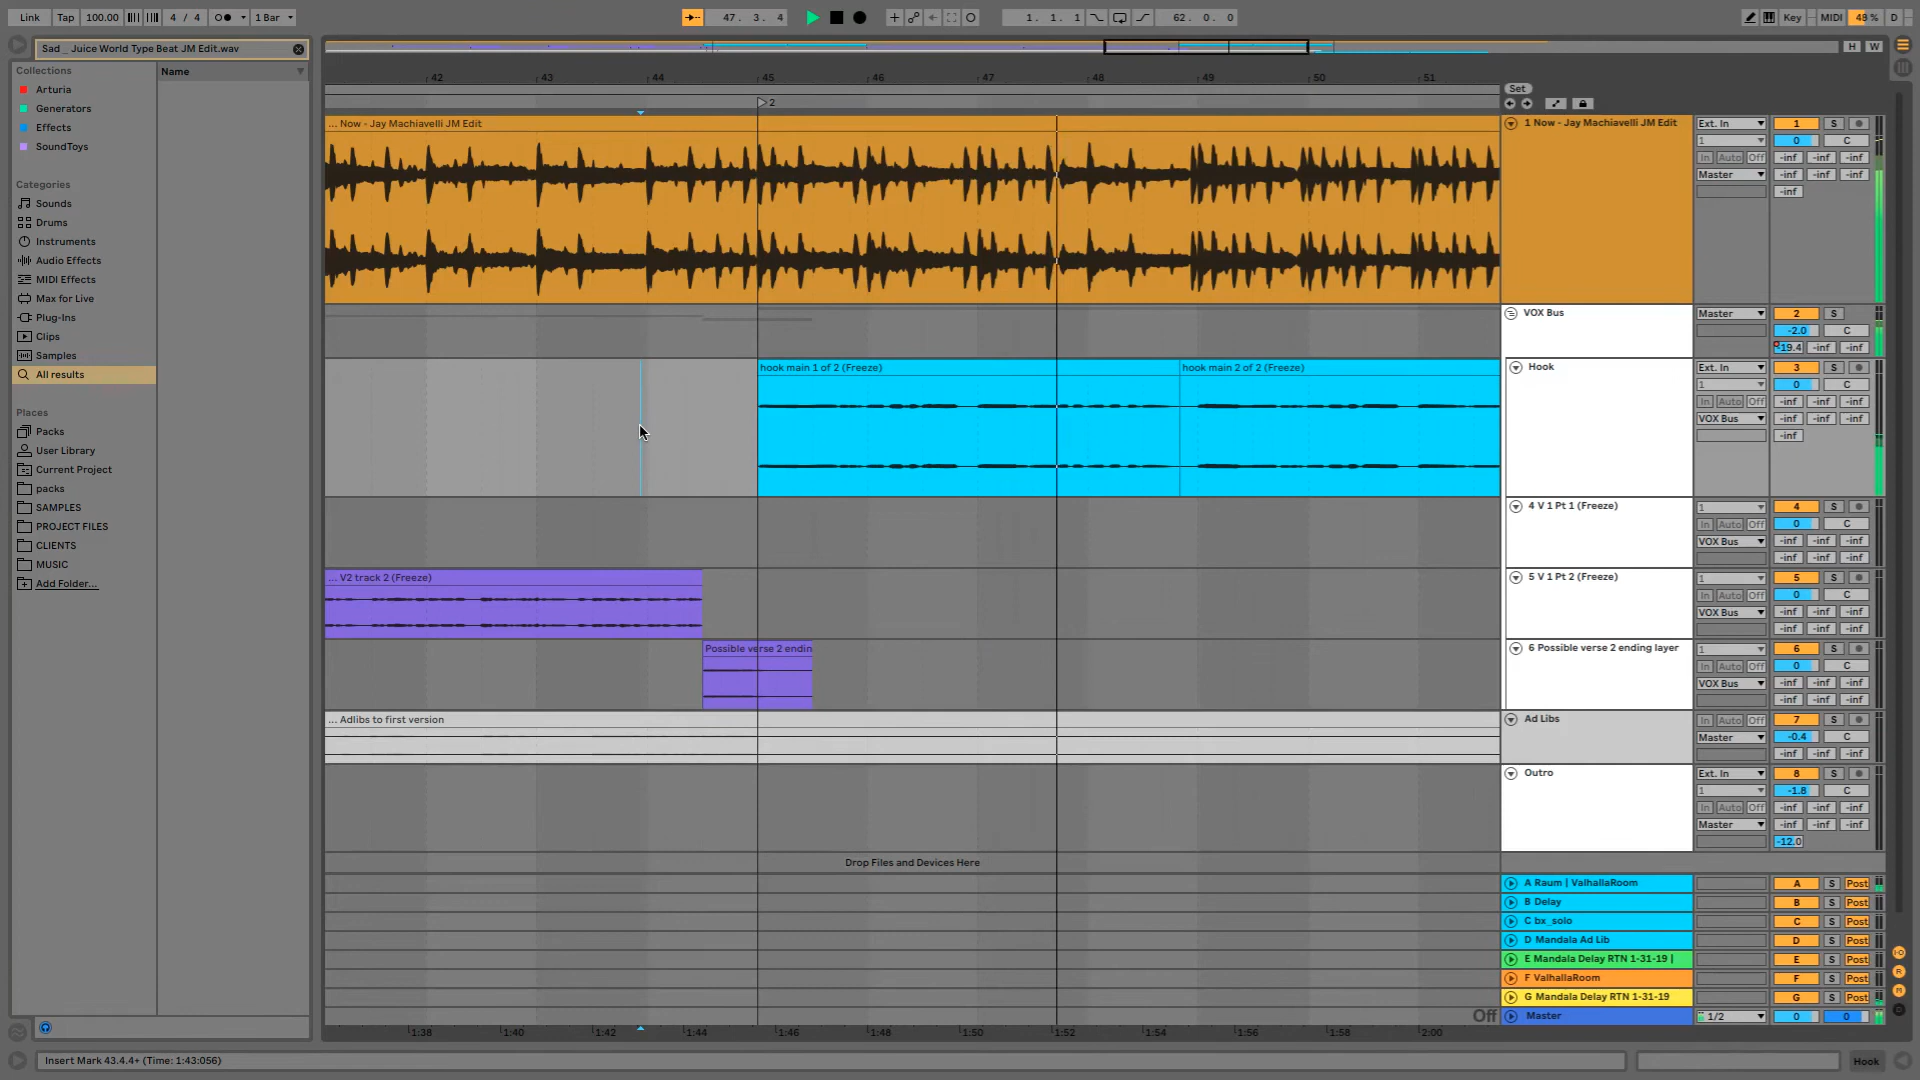 Link Tap 100.00 4 / 4 1 Bar 47. 3. 4 1. 1. 1 62. 0. 0 Key MIDI 48 % D
Sad _ Juice World Type Beat JM Edit.wav
H W
Collections Name
Arturia
Generators
Effects
SoundToys
Categories
Sounds
Drums
Instruments
Audio Effects
MIDI Effects
Max for Live
Plug-Ins
Clips
Samples
All results
Places
Packs
User Library
Current Project
packs
SAMPLES
PROJECT FILES
CLIENTS
MUSIC
Add Folder...
42 43 44 45 46 47 48 49 50 51
Set
2
... Now - Jay Machiavelli JM Edit
1 Now - Jay Machiavelli JM Edit Ext. In 1 S
1 0 C
In Auto Off -inf -inf -inf
Master -inf -inf -inf
-inf
VOX Bus Master 2 S
-2.0 C
-19.4 -inf -inf
hook main 1 of 2 (Freeze) hook main 2 of 2 (Freeze)
Hook Ext. In 3 S
1 0 C
In Auto Off -inf -inf -inf
VOX Bus -inf -inf -inf
-inf
4 V 1 Pt 1 (Freeze) 1 4 S
In Auto Off 0 C
VOX Bus -inf -inf -inf
-inf -inf -inf
... V2 track 2 (Freeze)
5 V 1 Pt 2 (Freeze) 1 5 S
In Auto Off 0 C
VOX Bus -inf -inf -inf
-inf -inf -inf
Possible verse 2 endin
6 Possible verse 2 ending layer 1 6 S
In Auto Off 0 C
VOX Bus -inf -inf -inf
-inf -inf -inf
... Adlibs to first version
Ad Libs In Auto Off 7 S
Master -0.4 C
-inf -inf -inf
Outro Ext. In 8 S
1 -1.8 C
In Auto Off -inf -inf -inf
Master -inf -inf -inf
-12.0
Drop Files and Devices Here
A Raum | ValhallaRoom A S Post
B Delay B S Post
C bx_solo C S Post
D Mandala Ad Lib D S Post
E Mandala Delay RTN 1-31-19 | E S Post
F ValhallaRoom F S Post
G Mandala Delay RTN 1-31-19 G S Post
Off Master 1/2 0 0
1:38 1:40 1:42 1:44 1:46 1:48 1:50 1:52 1:54 1:56 1:58 2:00
Insert Mark 43.4.4+ (Time: 1:43:056) Hook